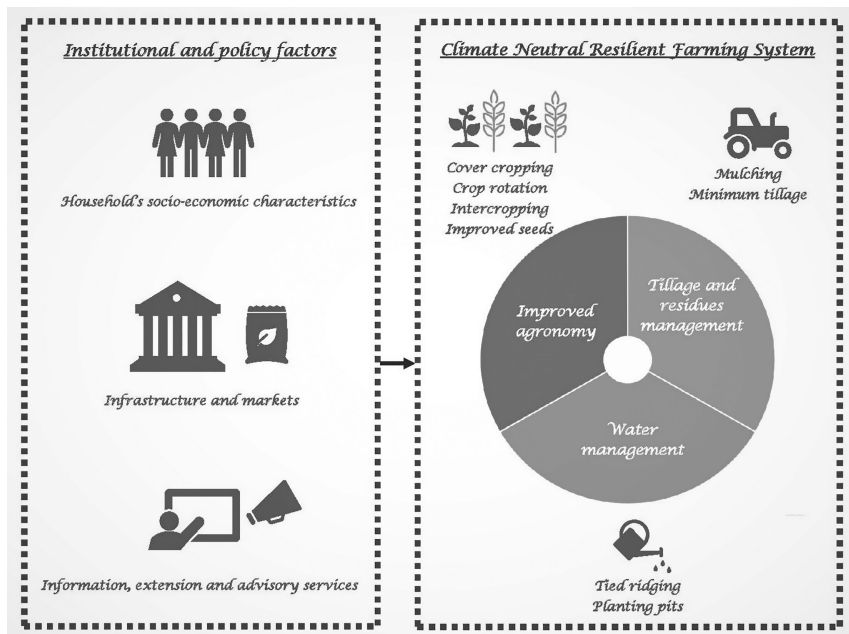 Institutional and policy factors
Household's socio-economic characteristics
Infrastructure and markets
Information, extension and advisory services
Climate Neutral Resilient Farming System
Cover cropping
Crop rotation
Intercropping
Improved seeds
Mulching
Minimum tillage
Improved
agronomy
Tillage and
residues
management
Water
management
Tied ridging
Planting pits